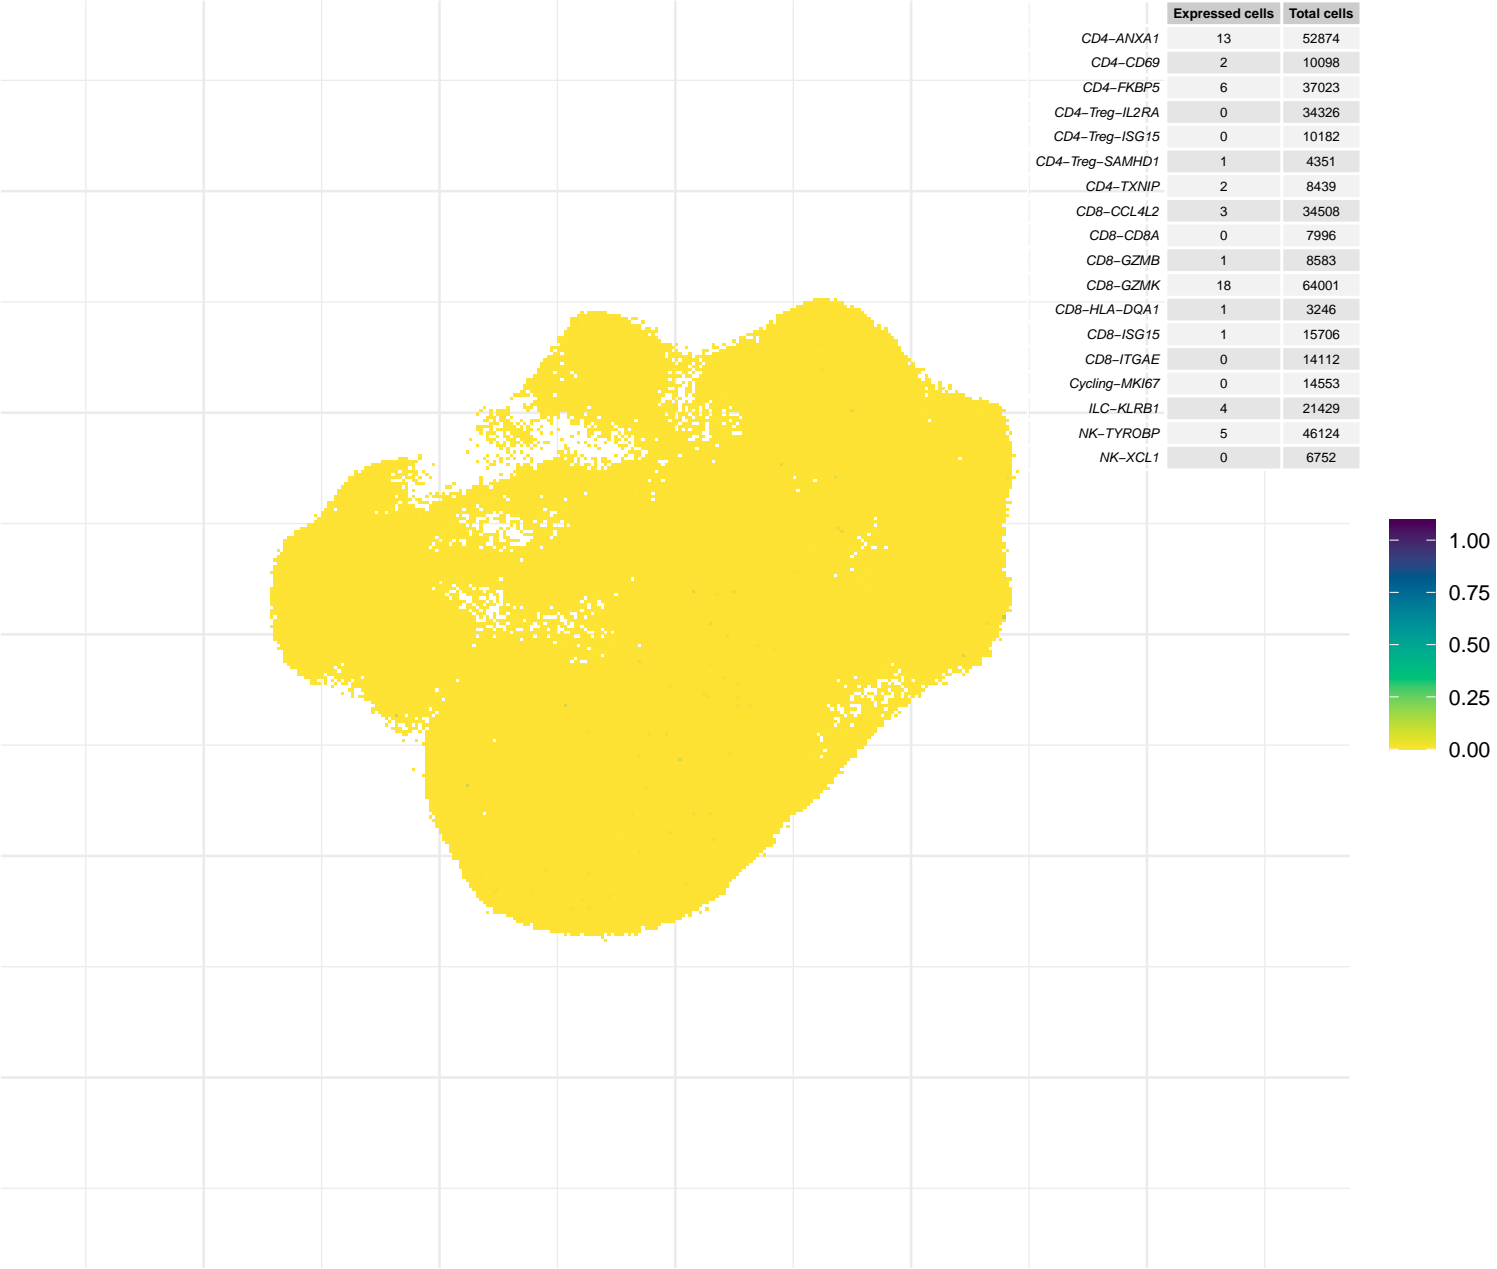 Expressed cells Total cells
CD4−ANXA1 13 52874
CD4−CD69 2 10098
CD4−FKBP5 6 37023
CD4−Treg−IL2RA 0 34326
CD4−Treg−ISG15 0 10182
CD4−Treg−SAMHD1 1 4351
CD4−TXNIP 2 8439
CD8−CCL4L2 3 34508
CD8−CD8A 0 7996
CD8−GZMB 1 8583
CD8−GZMK 18 64001
CD8−HLA−DQA1 1 3246
CD8−ISG15 1 15706
CD8−ITGAE 0 14112
Cycling−MKI67 0 14553
ILC−KLRB1 4 21429
NK−TYROBP 5 46124
NK−XCL1 0 6752
1.00
0.75
0.50
0.25
0.00